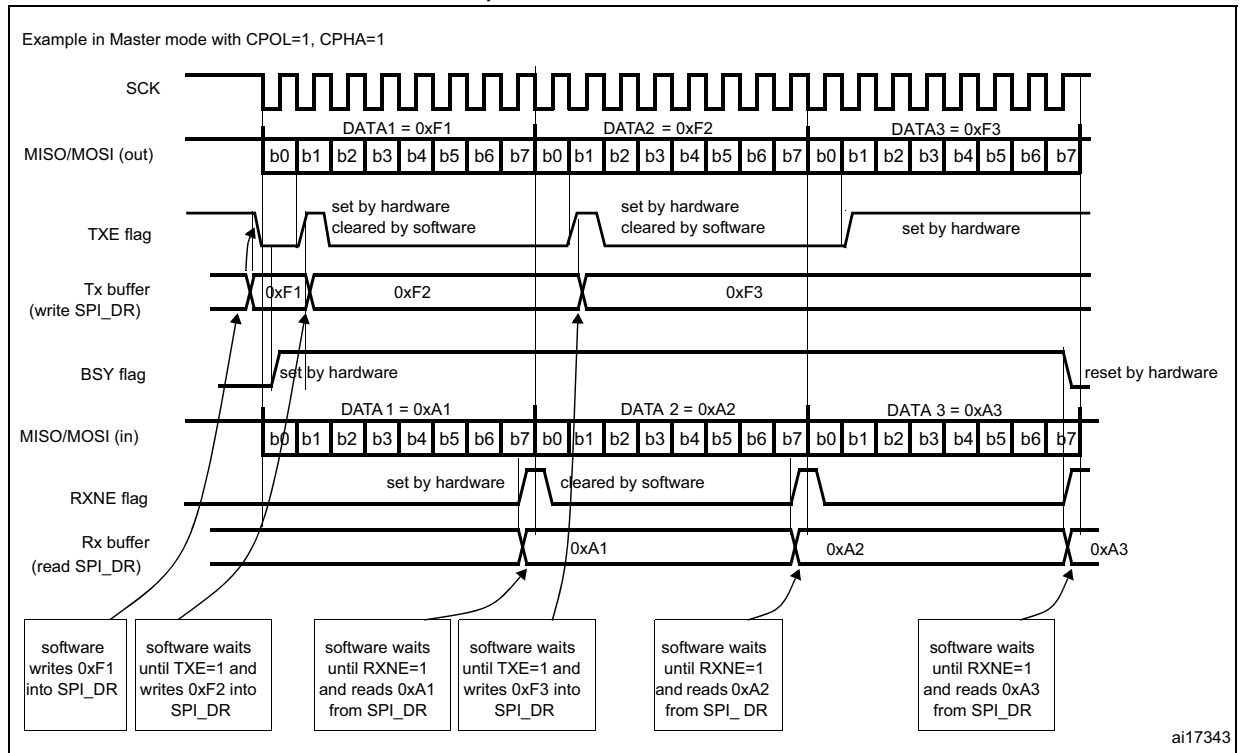 Example in Master mode with CPOL=1, CPHA=1
SCK
DATA1 = 0xF1
DATA2 = 0xF2
DATA3 = 0xF3
MISO/MOSI (out)
b0 b1 b2 b3 b4 b5 b6 b7 b0 b1 b2 b3 b4 b5 b6 b7 b0 b1 b2 b3 b4 b5 b6 b7
TXE flag
set by hardware
cleared by software
set by hardware
cleared by software
set by hardware
Tx buffer
(write SPI_DR)
0xF1
0xF2
0xF3
BSY flag
set by hardware
reset by hardware
DATA 1 = 0xA1
DATA 2 = 0xA2
DATA 3 = 0xA3
MISO/MOSI (in)
b0 b1 b2 b3 b4 b5 b6 b7 b0 b1 b2 b3 b4 b5 b6 b7 b0 b1 b2 b3 b4 b5 b6 b7
RXNE flag
set by hardware
cleared by software
Rx buffer
(read SPI_DR)
0xA1
0xA2
0xA3
software
writes 0xF1
into SPI_DR
software waits
until TXE=1 and
writes 0xF2 into
SPI_DR
software waits
until RXNE=1
and reads 0xA1
from SPI_DR
software waits
until TXE=1 and
writes 0xF3 into
SPI_DR
software waits
until RXNE=1
and reads 0xA2
from SPI_ DR
software waits
until RXNE=1
and reads 0xA3
from SPI_DR
ai17343